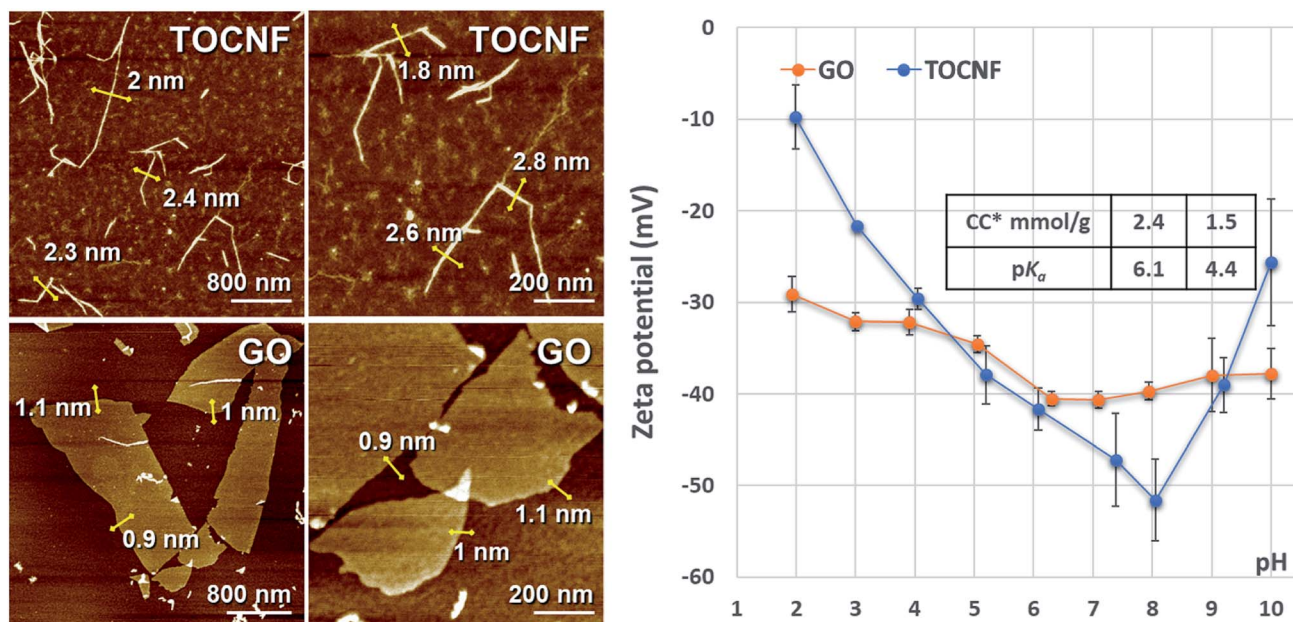 TOCNF
2 nm
2.4 nm
2.3 nm
800 nm
TOCNF
1.8 nm
2.8 nm
2.6 nm
200 nm
GO
1.1 nm
1 nm
0.9 nm
800 nm
GO
0.9 nm
1.1 nm
1 nm
200 nm
Zeta potential (mV)
-0
-10
-20
-30
-40
-50
-60
GO TOCNF
CC* mmol/g 2.4 1.5
pKa 6.1 4.4
pH
1 2 3 4 5 6 7 8 9 10